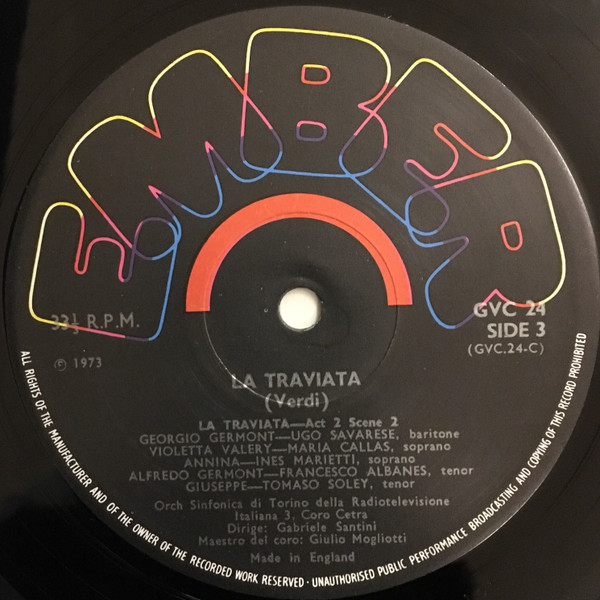 EMBER
33⅓ R.P.M.
℗ 1973
GVC 24
SIDE 3
(GVC.24-C)
LA TRAVIATA
(Verdi)
LA TRAVIATA—Act 2 Scene 2
GEORGIO GERMONT—UGO SAVARESE, baritone
VIOLETTA VALERY—MARIA CALLAS, soprano
ANNINA—INES MARIETTI, soprano
ALFREDO GERMONT—FRANCESCO ALBANES, tenor
GIUSEPPE—TOMASO SOLEY, tenor
Orch Sinfonica di Torino della Radiotelevisione
Italiana 3, Coro Cetra
Dirige: Gabriele Santini
Maestro del coro: Giulio Mogliotti
Made in England
ALL RIGHTS OF THE MANUFACTURER AND OF THE OWNER OF THE RECORDED WORK RESERVED · UNAUTHORISED PUBLIC PERFORMANCE BROADCASTING AND COPYING OF THIS RECORD PROHIBITED